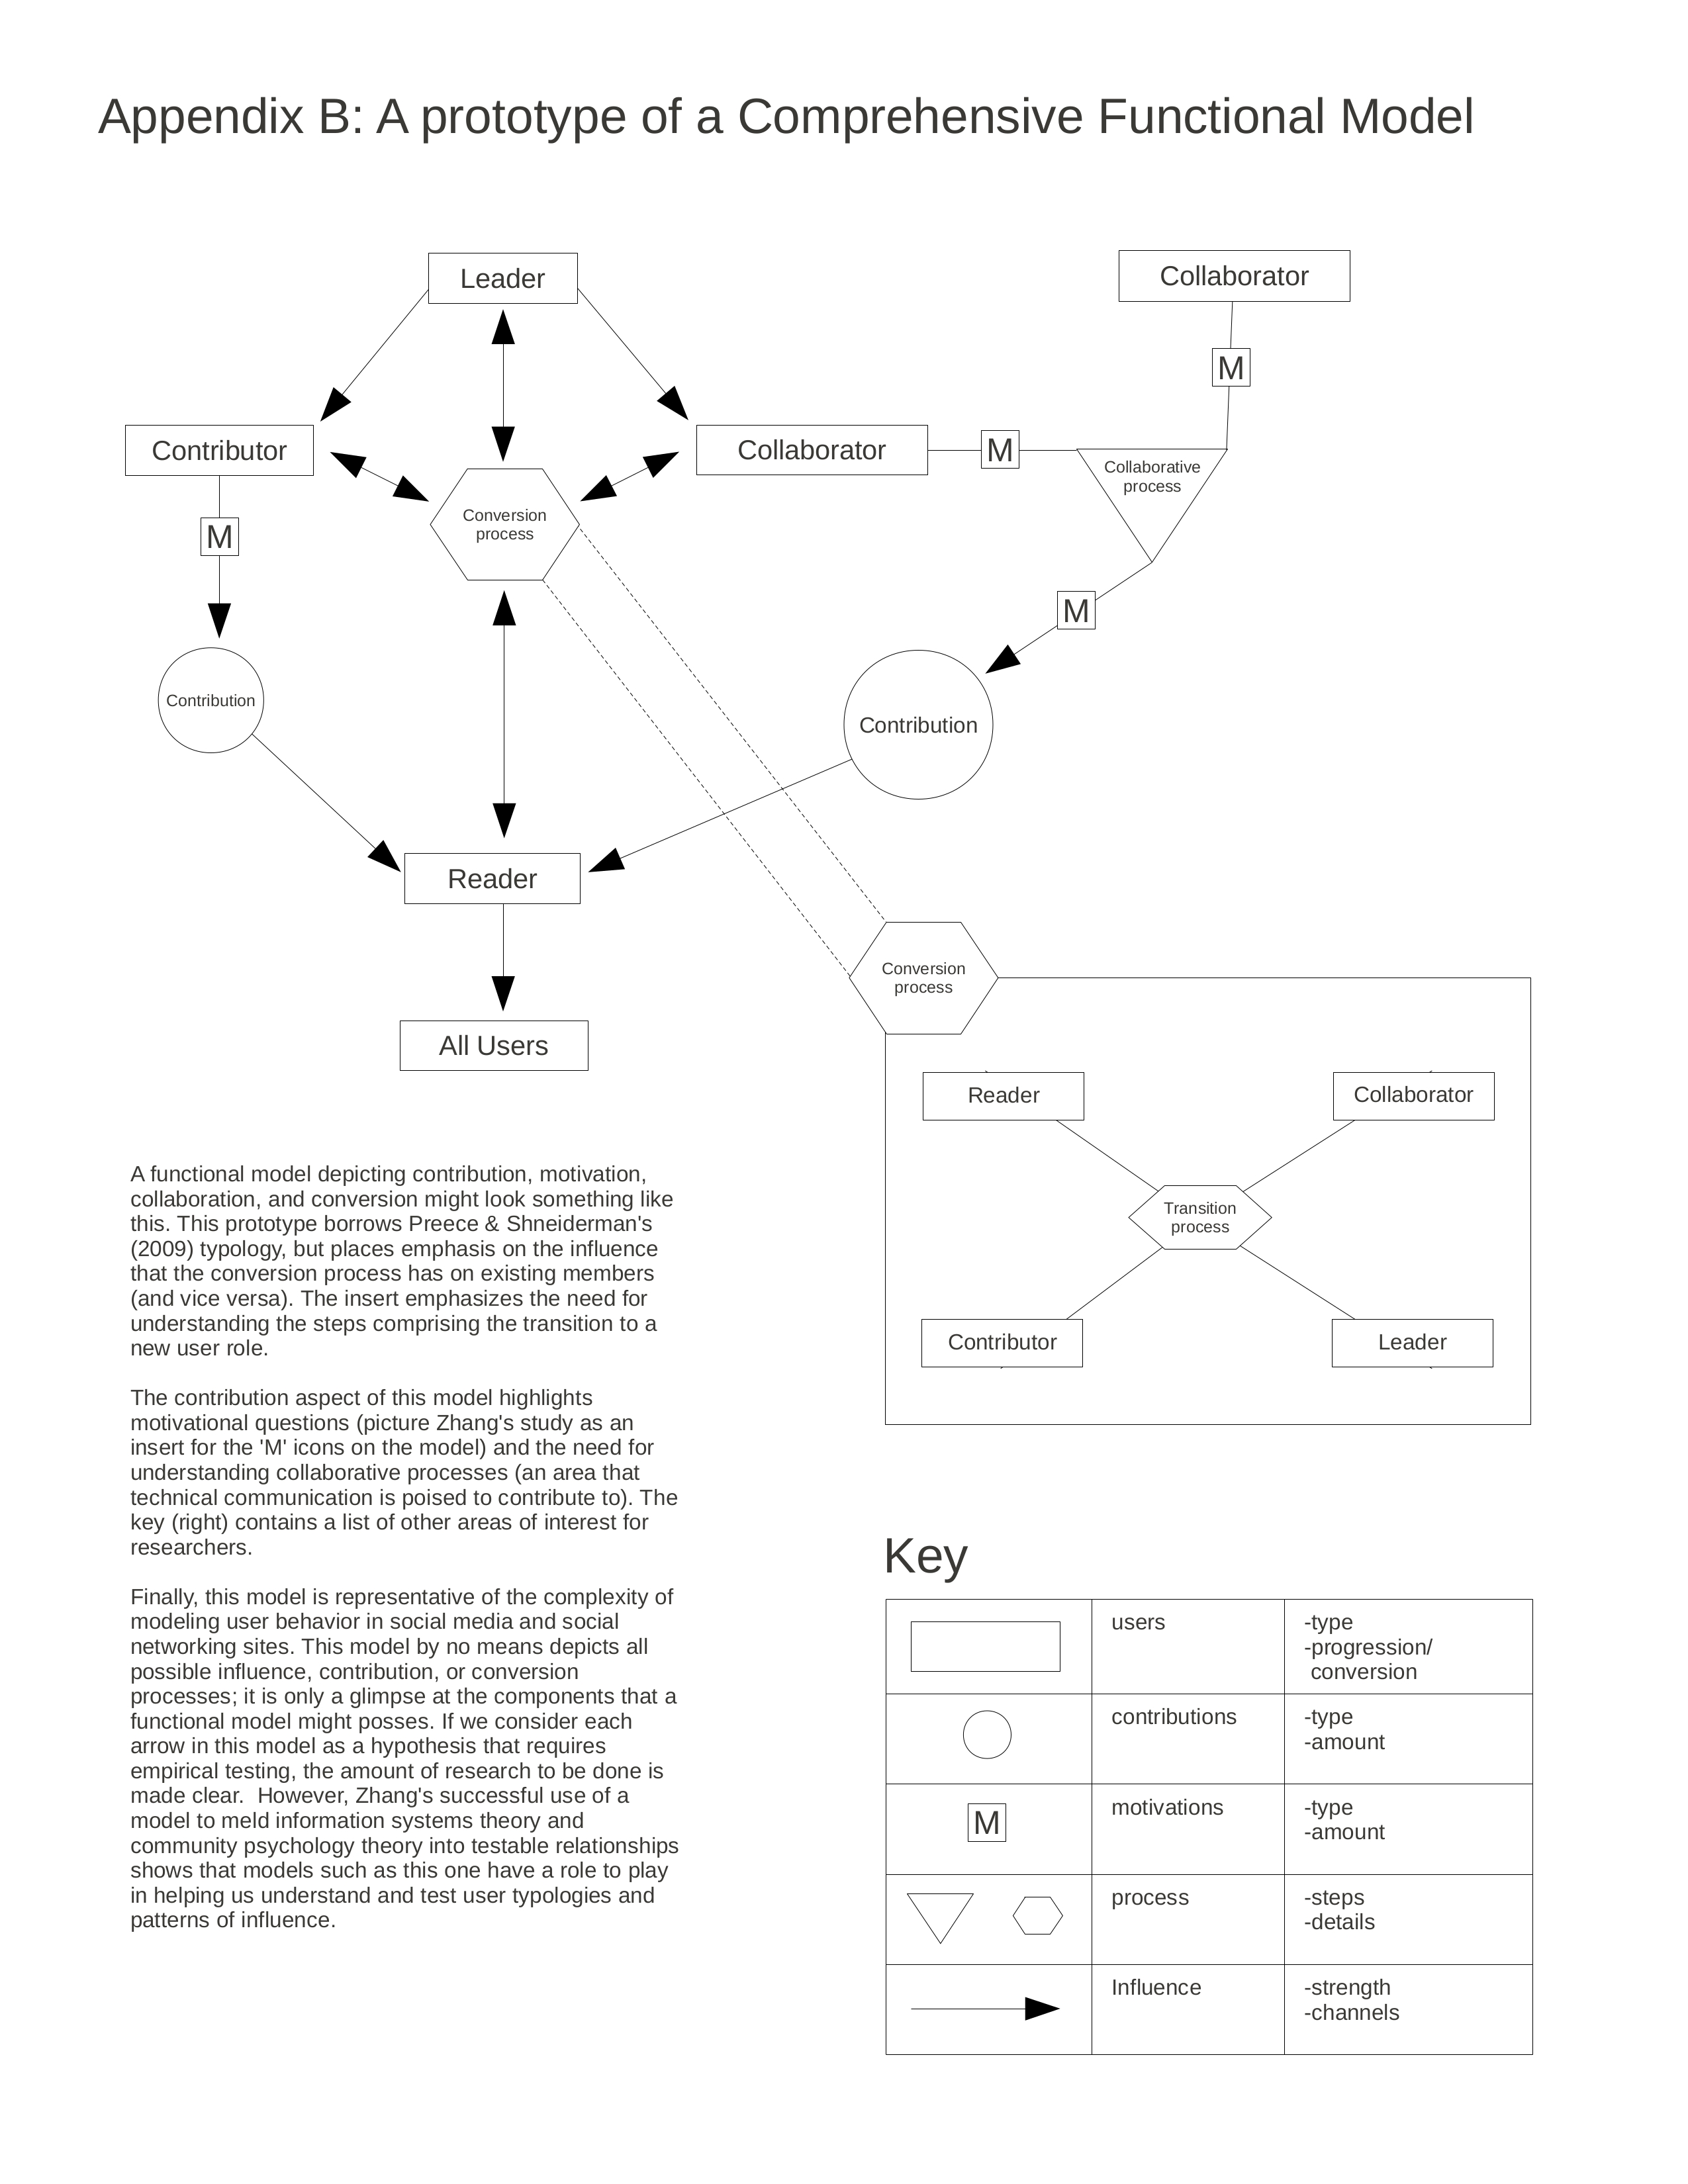 Appendix B: A prototype of a Comprehensive Functional Model
Leader
Collaborator
M
Contributor
Collaborator
M
Collaborative
process
Conversion
process
M
M
Contribution
Contribution
Reader
Conversion
process
All Users
Reader
Collaborator
Transition
process
Contributor
Leader
A functional model depicting contribution, motivation,
collaboration, and conversion might look something like
this. This prototype borrows Preece & Shneiderman's
(2009) typology, but places emphasis on the influence
that the conversion process has on existing members
(and vice versa). The insert emphasizes the need for
understanding the steps comprising the transition to a
new user role.
The contribution aspect of this model highlights
motivational questions (picture Zhang's study as an
insert for the 'M' icons on the model) and the need for
understanding collaborative processes (an area that
technical communication is poised to contribute to). The
key (right) contains a list of other areas of interest for
researchers.
Finally, this model is representative of the complexity of
modeling user behavior in social media and social
networking sites. This model by no means depicts all
possible influence, contribution, or conversion
processes; it is only a glimpse at the components that a
functional model might posses. If we consider each
arrow in this model as a hypothesis that requires
empirical testing, the amount of research to be done is
made clear.  However, Zhang's successful use of a
model to meld information systems theory and
community psychology theory into testable relationships
shows that models such as this one have a role to play
in helping us understand and test user typologies and
patterns of influence.
Key
users
-type
-progression/
conversion
contributions
-type
-amount
M
motivations
-type
-amount
process
-steps
-details
Influence
-strength
-channels